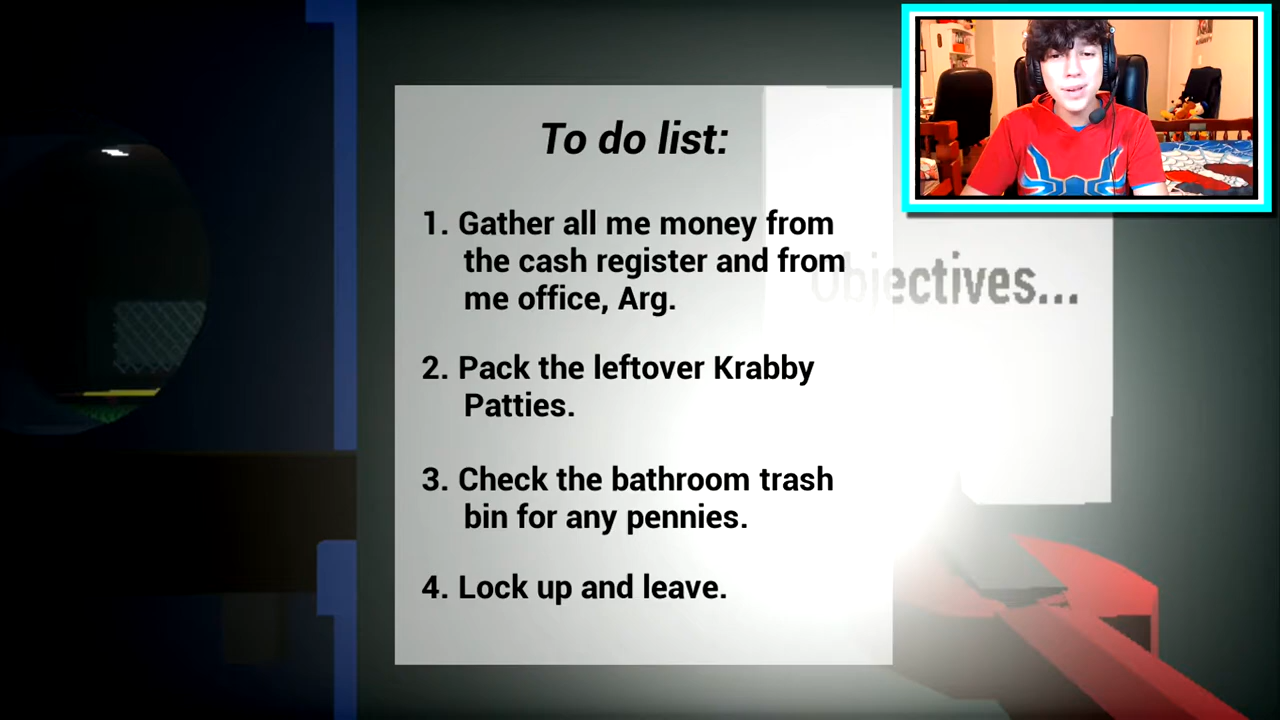 To do list:
1. Gather all me money from
the cash register and from
me office, Arg.
Objectives...
2. Pack the leftover Krabby
Patties.
3. Check the bathroom trash
bin for any pennies.
4. Lock up and leave.